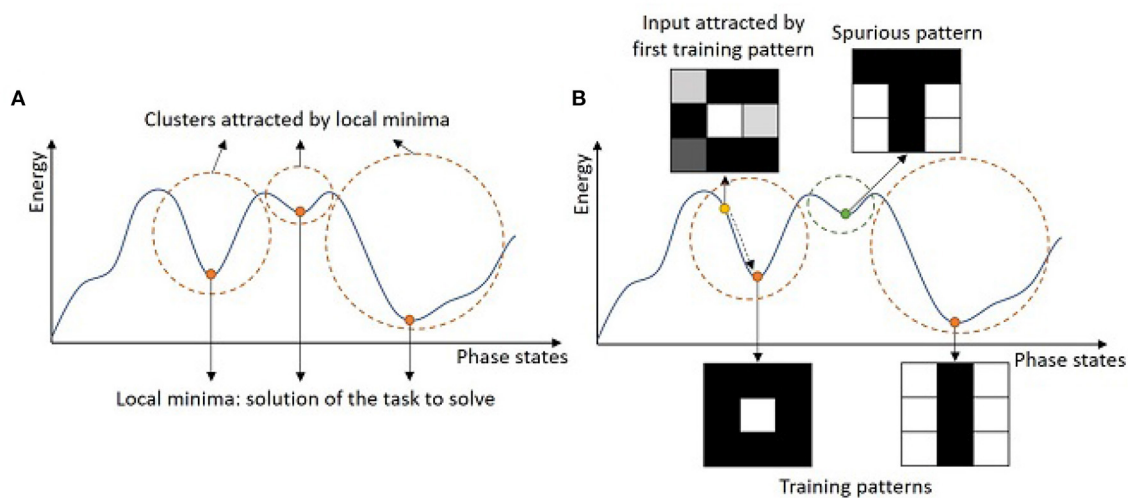 A
Clusters attracted by local minima
Energy
Phase states
Local minima: solution of the task to solve
B
Input attracted by
first training pattern
Spurious pattern
Energy
Phase states
Training patterns